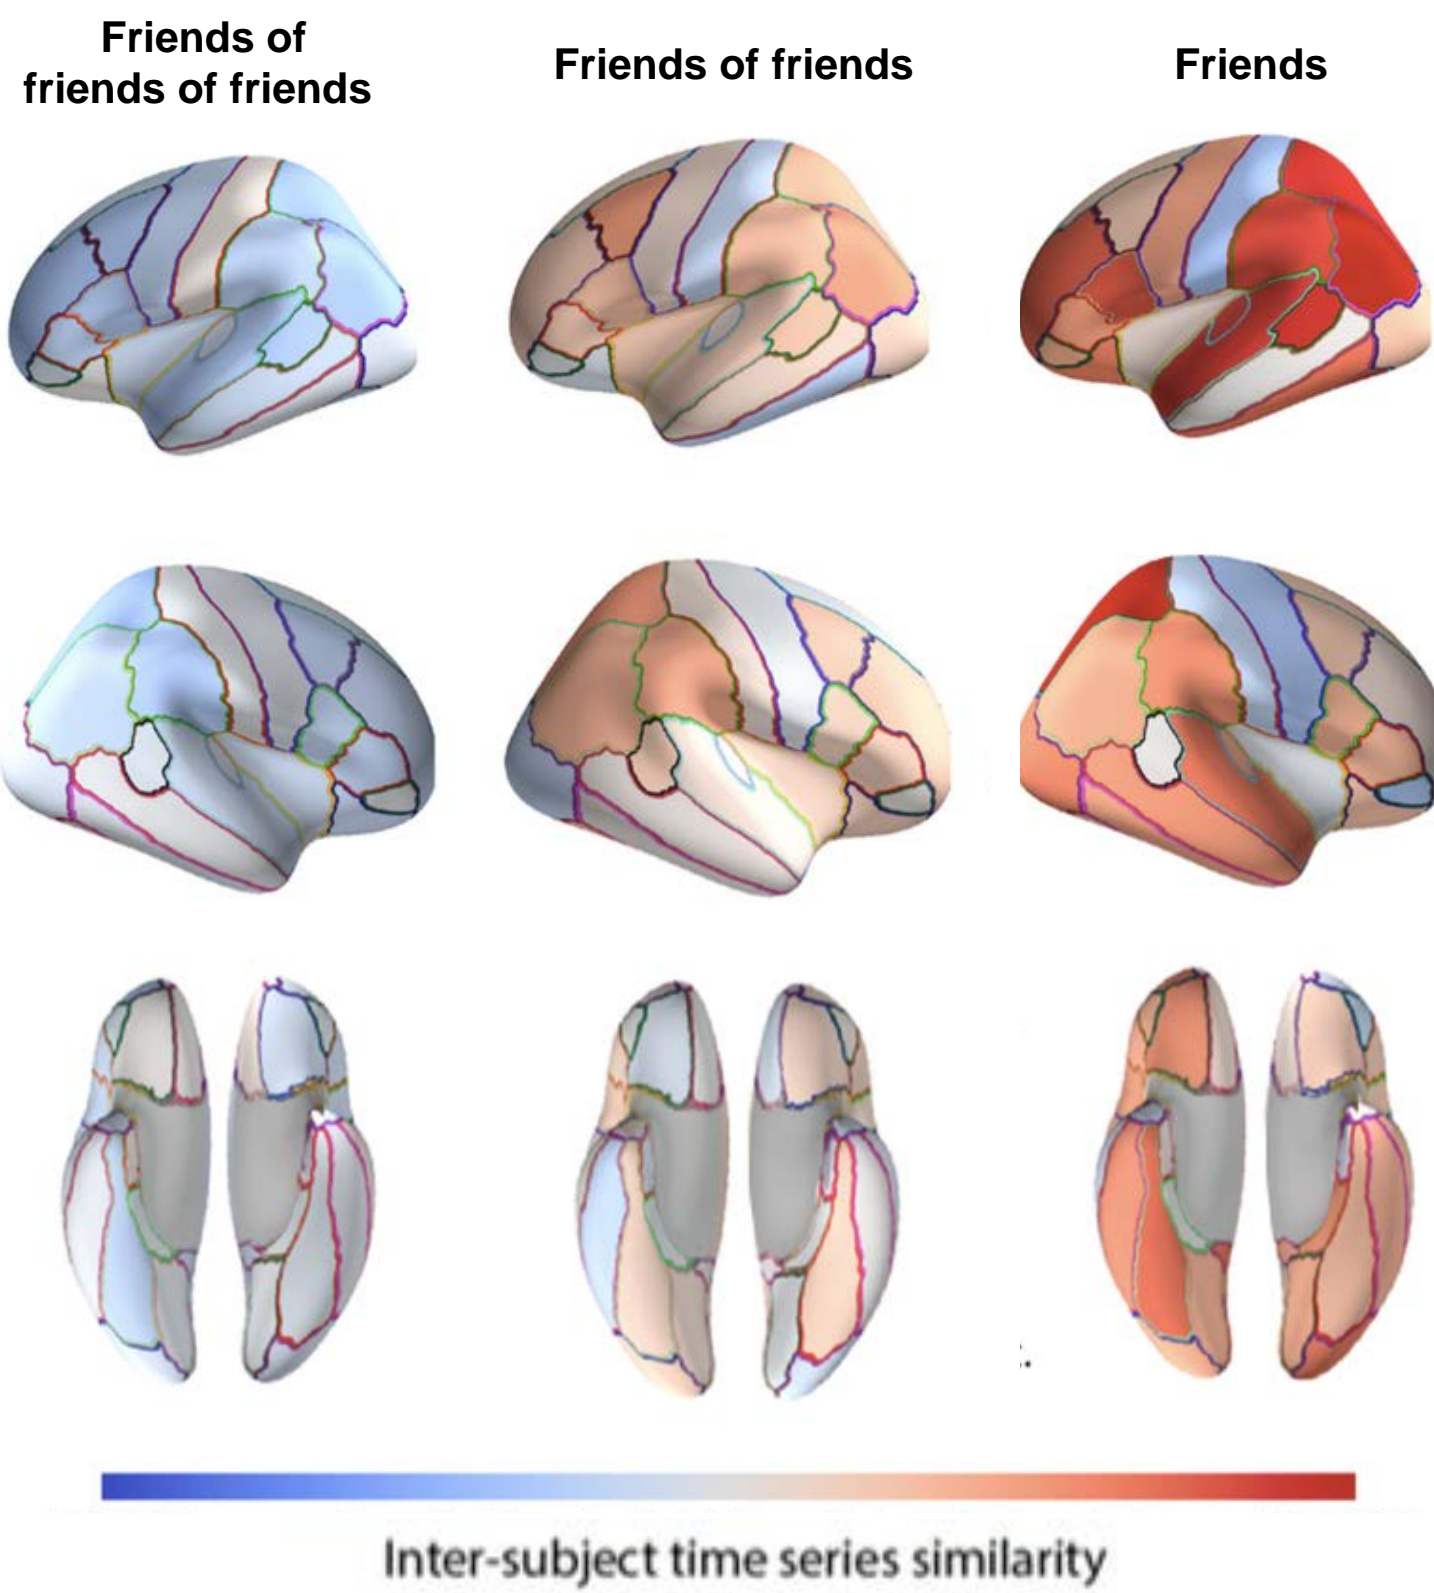 Friends of
friends of friends
Friends of friends
Friends
Inter-subject time series similarity